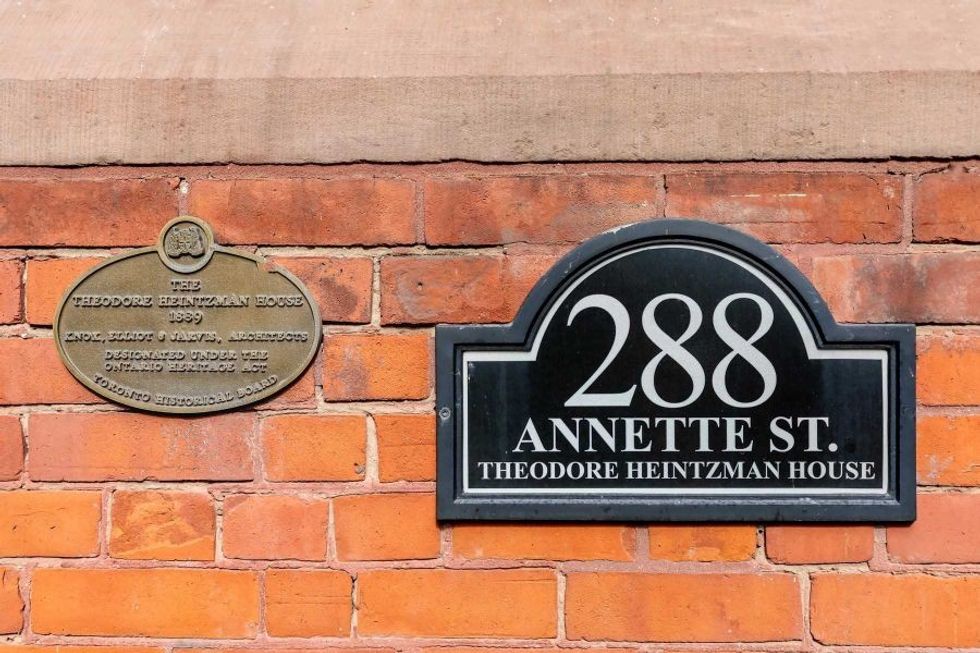 THE
THEODORE HEINTZMAN HOUSE
1889
KNOX, ELLIOT & JARVIS, ARCHITECTS
DESIGNATED UNDER THE
ONTARIO HERITAGE ACT
TORONTO HISTORICAL BOARD
288
ANNETTE ST.
THEODORE HEINTZMAN HOUSE